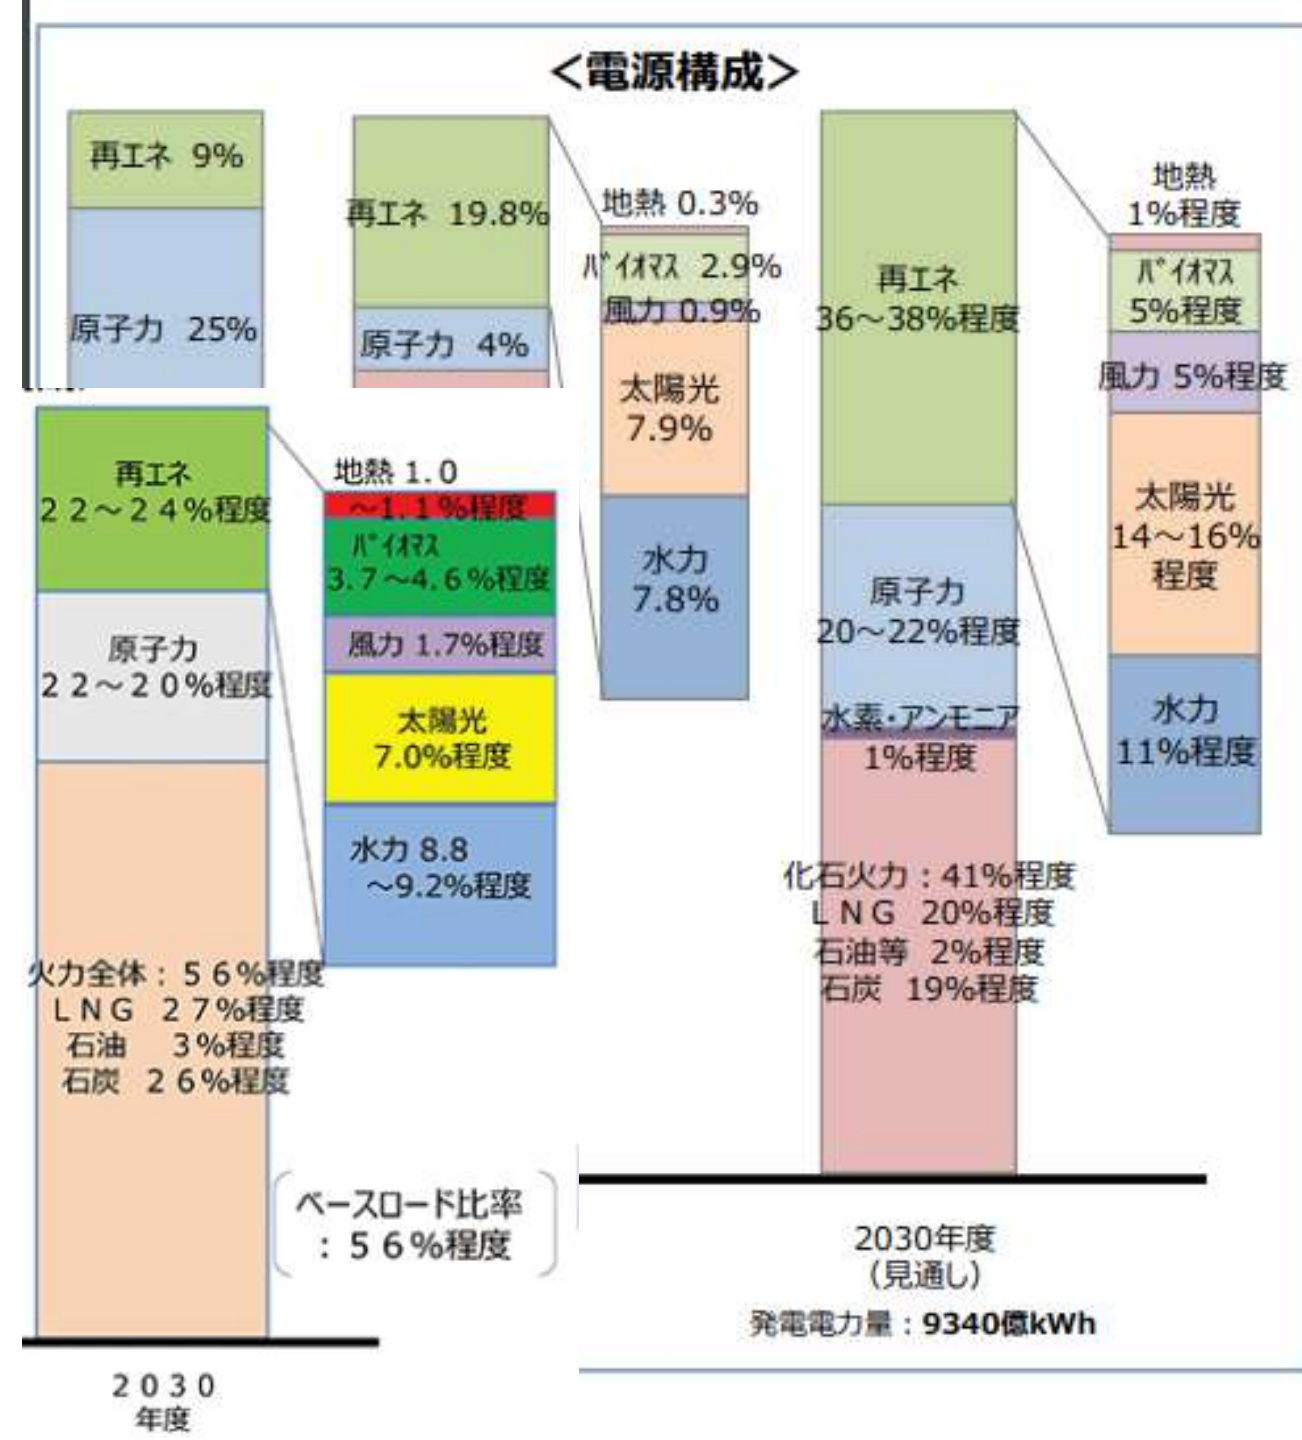 ＜電源構成＞
再エネ 9%
原子力 25%
再エネ 19.8%
原子力 4%
地熱 0.3%
ﾊﾞｲｵﾏｽ 2.9%
風力 0.9%
太陽光
7.9%
水力
7.8%
再エネ
36～38%程度
原子力
20～22%程度
水素・アンモニア
1%程度
化石火力：41%程度
ＬＮＧ 20%程度
石油等 2%程度
石炭 19%程度
地熱
1%程度
ﾊﾞｲｵﾏｽ
5%程度
風力 5%程度
太陽光
14～16%
程度
水力
11%程度
2030年度
（見通し）
発電電力量：9340億kWh
再エネ
２２～２４%程度
原子力
２２～２０%程度
火力全体：５６%程度
ＬＮＧ ２７%程度
石油 ３%程度
石炭 ２６%程度
地熱 1.0
～1.1%程度
ﾊﾞｲｵﾏｽ
3.7～4.6%程度
風力 1.7%程度
太陽光
7.0%程度
水力 8.8
～9.2%程度
ベースロード比率
：５６%程度
２０３０
年度